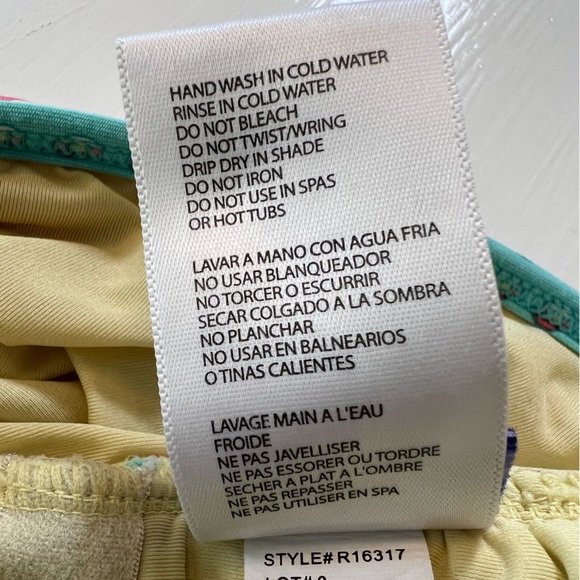 HAND WASH IN COLD WATER
RINSE IN COLD WATER
DO NOT BLEACH
DO NOT TWIST/WRING
DRIP DRY IN SHADE
DO NOT IRON
DO NOT USE IN SPAS
OR HOT TUBS
LAVAR A MANO CON AGUA FRIA
NO USAR BLANQUEADOR
NO TORCER O ESCURRIR
SECAR COLGADO A LA SOMBRA
NO PLANCHAR
NO USAR EN BALNEARIOS
O TINAS CALIENTES
LAVAGE MAIN A L'EAU
FROIDE
NE PAS JAVELLISER
NE PAS ESSORER OU TORDRE
SECHER A PLAT A L'OMBRE
NE PAS REPASSER
NE PAS UTILISER EN SPA
STYLE# R16317